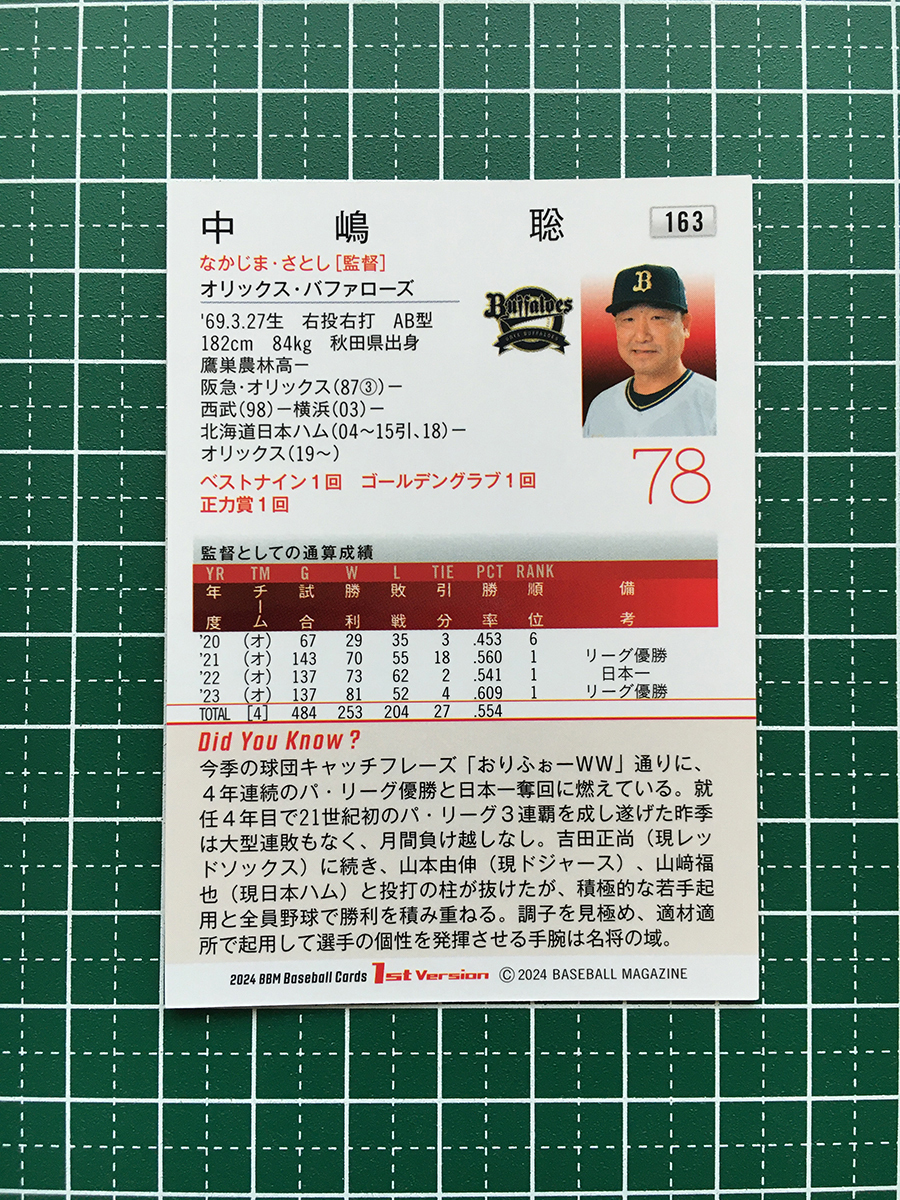 中嶋聡 163
なかじま・さとし[監督]
オリックス・バファローズ
Buffaloes
ORIX BUFFALOES
B
'69.3.27生 右投右打 AB型
182cm 84kg 秋田県出身
鷹巣農林高ー
阪急・オリックス(87③)ー
西武(98)ー横浜(03)ー
北海道日本ハム(04〜15引、18)ー
オリックス(19〜)
78
ベストナイン1回 ゴールデングラブ1回
正力賞1回
監督としての通算成績
YR TM G W L TIE PCT RANK
年度 チーム 試合 勝利 敗戦 引分 勝率 順位 備考
'20 (オ) 67 29 35 3 .453 6
'21 (オ) 143 70 55 18 .560 1 リーグ優勝
'22 (オ) 137 73 62 2 .541 1 日本一
'23 (オ) 137 81 52 4 .609 1 リーグ優勝
TOTAL [4] 484 253 204 27 .554
Did You Know?
今季の球団キャッチフレーズ「おりふぉーWW」通りに、
4年連続のパ・リーグ優勝と日本一奪回に燃えている。就
任4年目で21世紀初のパ・リーグ3連覇を成し遂げた昨季
は大型連敗もなく、月間負け越しなし。吉田正尚(現レッ
ドソックス)に続き、山本由伸(現ドジャース)、山﨑福
也(現日本ハム)と投打の柱が抜けたが、積極的な若手起
用と全員野球で勝利を積み重ねる。調子を見極め、適材適
所で起用して選手の個性を発揮させる手腕は名将の域。
2024 BBM Baseball Cards 1st Version ©2024 BASEBALL MAGAZINE